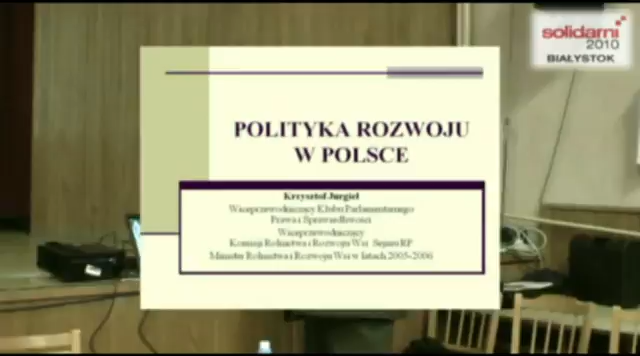 solidarni
2010
BIAŁYSTOK
POLITYKA ROZWOJU
W POLSCE
Krzysztof Jurgiel
Wiceprzewodniczący Klubu Parlamentarnego
Prawa i Sprawiedliwości
Wiceprzewodniczący
Komisji Rolnictwa i Rozwoju Wsi Sejmu RP
Minister Rolnictwa i Rozwoju Wsi w latach 2005-2006